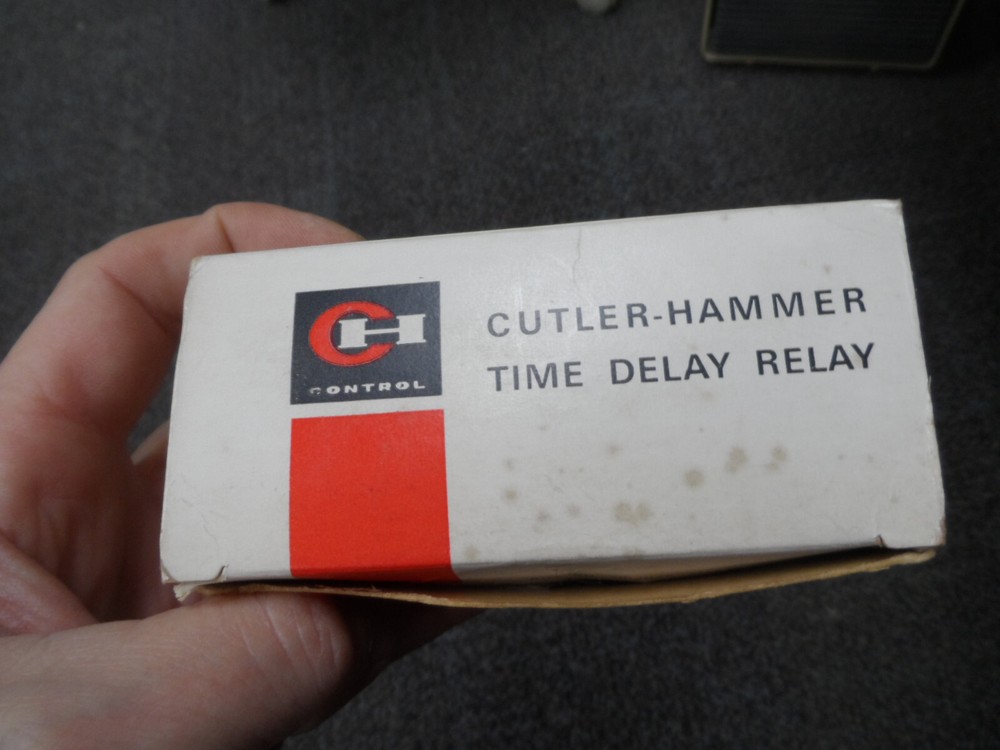 CH
CONTROL
CUTLER-HAMMER
TIME DELAY RELAY